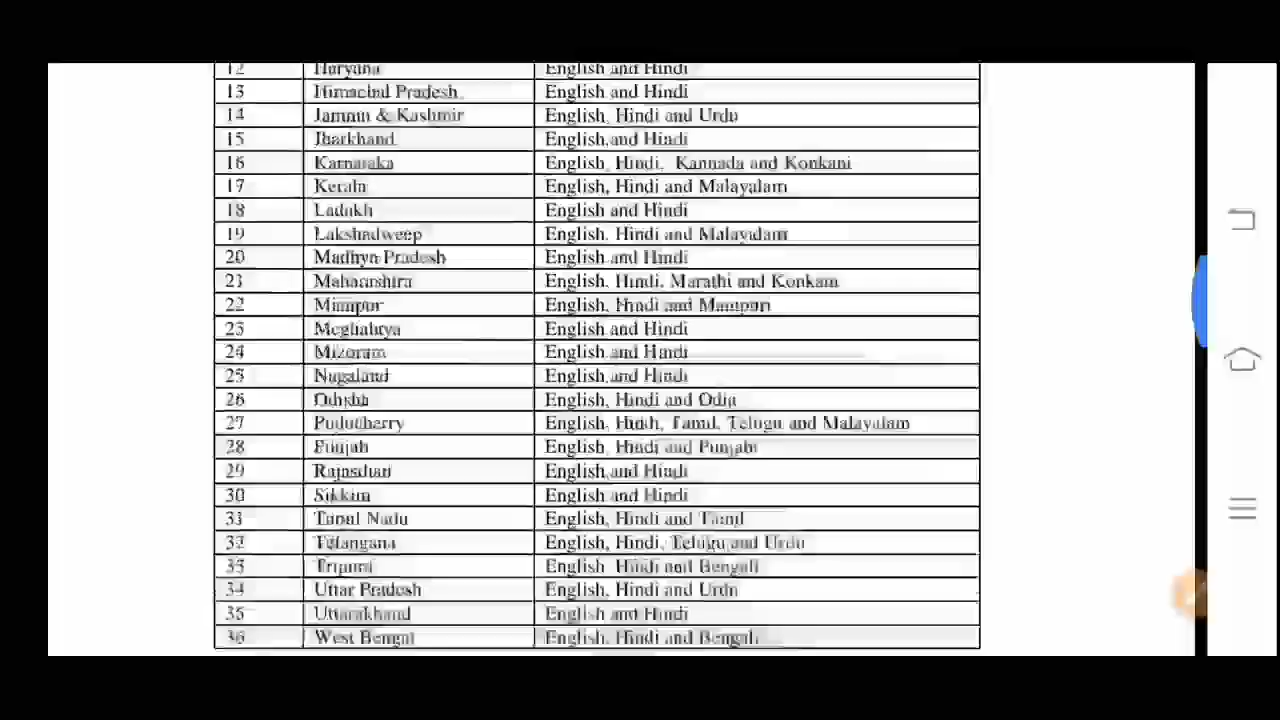 12 Haryana English and Hindi
13 Himachal Pradesh English and Hindi
14 Jammu & Kashmir English, Hindi and Urdu
15 Jharkhand English and Hindi
16 Karnataka English, Hindi, Kannada and Konkani
17 Kerala English, Hindi and Malayalam
18 Ladakh English and Hindi
19 Lakshadweep English, Hindi and Malayalam
20 Madhya Pradesh English and Hindi
21 Maharashtra English, Hindi, Marathi and Konkani
22 Manipur English, Hindi and Manipuri
23 Meghalaya English and Hindi
24 Mizoram English and Hindi
25 Nagaland English and Hindi
26 Odisha English, Hindi and Odia
27 Puducherry English, Hindi, Tamil, Telugu and Malayalam
28 Punjab English, Hindi and Punjabi
29 Rajasthan English and Hindi
30 Sikkim English and Hindi
31 Tamil Nadu English, Hindi and Tamil
32 Telangana English, Hindi, Telugu and Urdu
33 Tripura English Hindi and Bengali
34 Uttar Pradesh English, Hindi and Urdu
35 Uttarakhand English and Hindi
36 West Bengal English, Hindi and Bengali